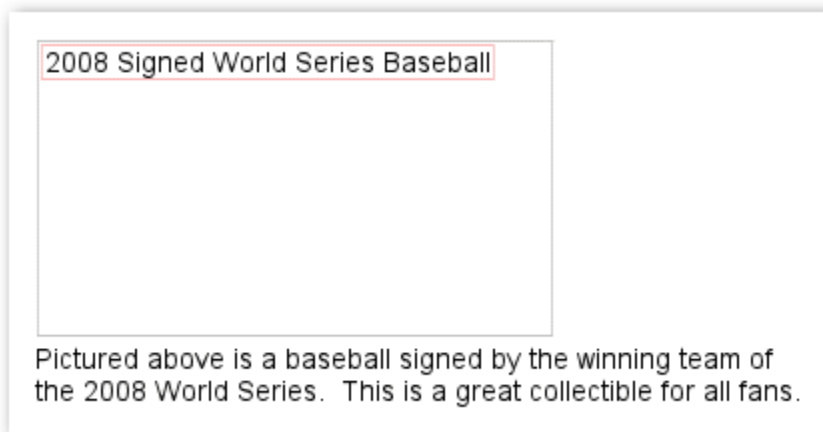 2008 Signed World Series Baseball
Pictured above is a baseball signed by the winning team of
the 2008 World Series.  This is a great collectible for all fans.